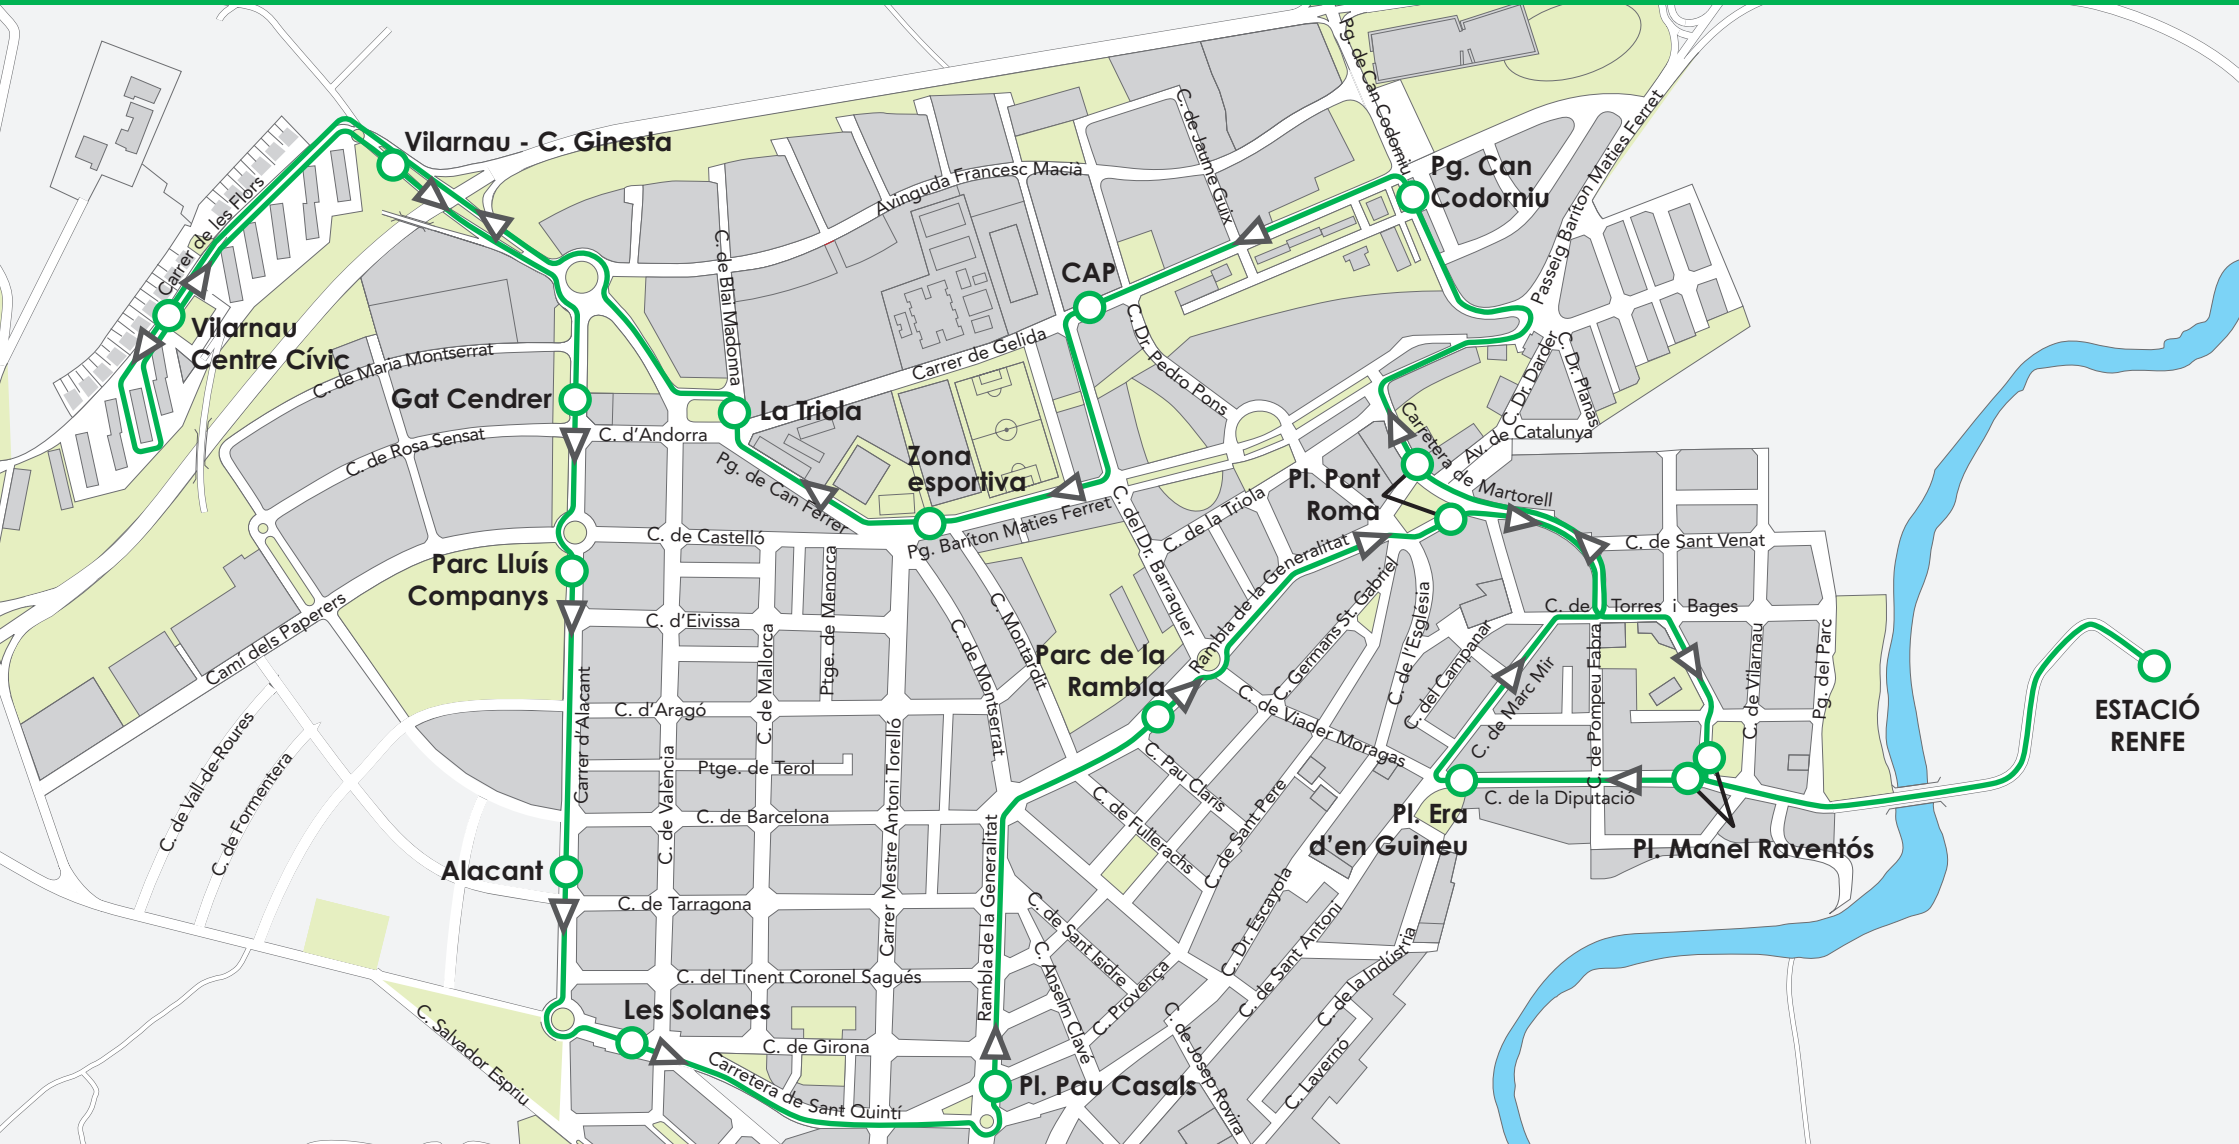 Vilarnau - C. Ginesta
Carrer de les Flors
Vilarnau
Centre Cívic
C. de Maria Montserrat
Gat Cendrer
C. de Rosa Sensat
C. d'Andorra
C. de Blai Madonna
La Triola
Avinguda Francesc Macià
C. de Jaume Guix
Pg. de Can Codorniu
Pg. Can
Codorniu
Passeig Bariton Maties Ferret
CAP
Carrer de Gelida
C. Dr. Pedro Pons
C. Dr. Darder
C. Dr. Planas
Av. de Catalunya
Carretera de Martorell
Zona
esportiva
Pg. de Can Ferrer
Pg. Baríton Maties Ferret
C. de la Triola
C. del Dr. Barraquer
Pl. Pont
Romà
Rambla de la Generalitat
C. de Sant Venat
C. de Torres i Bages
Parc Lluís
Companys
C. de Castelló
C. d'Eivissa
Ptge. de Menorca
C. de Mallorca
C. Montardit
C. de Montserrat
Camí dels Paperers
C. de Vall-de-Roures
C. de Formentera
Carrer d'Alacant
C. d'Aragó
C. de València
Ptge. de Terol
C. de Barcelona
Carrer Mestre Antoni Torelló
Parc de la
Rambla
C. Germans St. Gabriel
C. de l'Església
C. del Campanar
C. de Viader Moragas
C. de Marc Mir
C. de Pompeu Fabra
C. de Vilarnau
Pg. del Parc
ESTACIÓ
RENFE
C. de la Diputació
Pl. Era
d'en Guineu
Pl. Manel Raventós
C. Pau Claris
C. de Fullerachs
C. de Sant Pere
Alacant
C. de Tarragona
C. del Tinent Coronel Sagués
Rambla de la Generalitat
C. de Sant Isidre
C. Anselm Clavé
C. Provença
C. Dr. Escayola
C. de Sant Antoni
C. de la Indústria
C. Lavernó
C. de Josep Rovira
Les Solanes
C. de Girona
Carretera de Sant Quintí
C. Salvador Espriu
Pl. Pau Casals